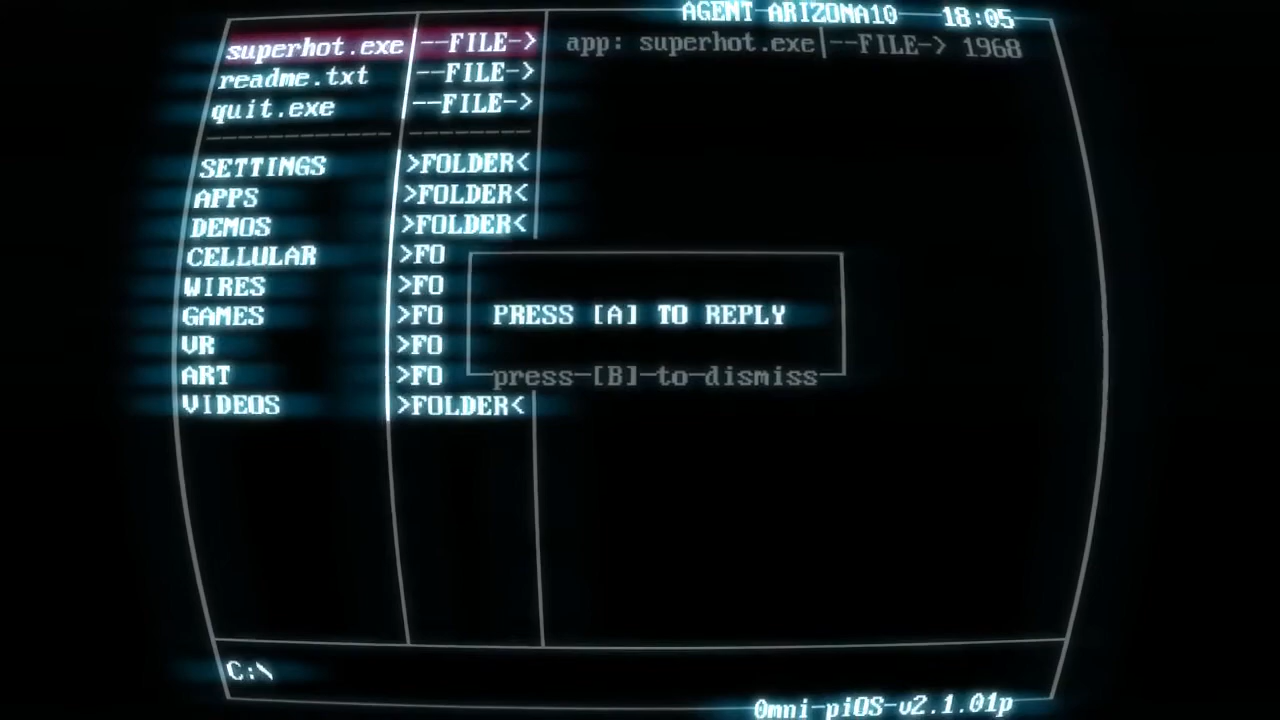 AGENT ARIZONA10 18:05
superhot.exe --FILE-> app: superhot.exe|--FILE-> 1968
readme.txt --FILE->
quit.exe --FILE->
SETTINGS >FOLDER<
APPS >FOLDER<
DEMOS >FOLDER<
CELLULAR >FO
WIRES >FO
GAMES >FO
PRESS [A] TO REPLY
VR >FO
ART >FO
press-[B]-to-dismiss
VIDEOS >FOLDER<
C:\
0mni-piOS-v2.1.01p